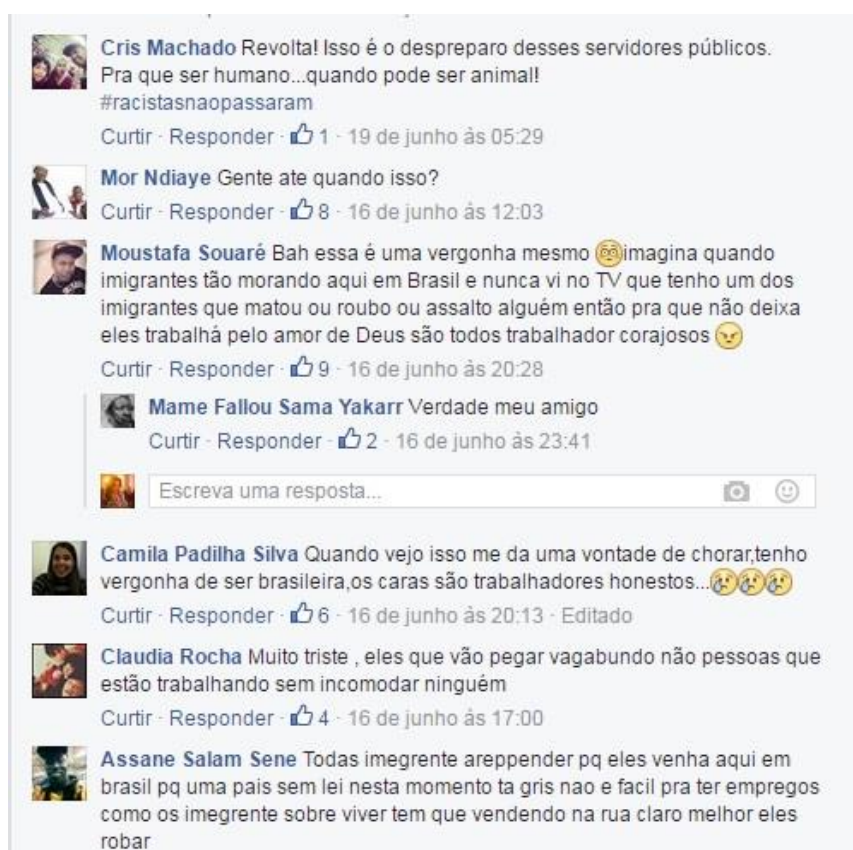 Cris Machado Revolta! Isso é o despreparo desses servidores públicos.
Pra que ser humano...quando pode ser animal!
#racistasnaopassaram
Curtir · Responder · 1 · 19 de junho às 05:29
Mor Ndiaye Gente ate quando isso?
Curtir · Responder · 8 · 16 de junho às 12:03
Moustafa Souaré Bah essa é uma vergonha mesmo imagina quando
imigrantes tão morando aqui em Brasil e nunca vi no TV que tenho um dos
imigrantes que matou ou roubo ou assalto alguém então pra que não deixa
eles trabalhá pelo amor de Deus são todos trabalhador corajosos
Curtir · Responder · 9 · 16 de junho às 20:28
Mame Fallou Sama Yakarr Verdade meu amigo
Curtir · Responder · 2 · 16 de junho às 23:41
Escreva uma resposta...
Camila Padilha Silva Quando vejo isso me da uma vontade de chorar,tenho
vergonha de ser brasileira,os caras são trabalhadores honestos...
Curtir · Responder · 6 · 16 de junho às 20:13 · Editado
Claudia Rocha Muito triste , eles que vão pegar vagabundo não pessoas que
estão trabalhando sem incomodar ninguém
Curtir · Responder · 4 · 16 de junho às 17:00
Assane Salam Sene Todas imegrente areppender pq eles venha aqui em
brasil pq uma pais sem lei nesta momento ta gris nao e facil pra ter empregos
como os imegrente sobre viver tem que vendendo na rua claro melhor eles
robar